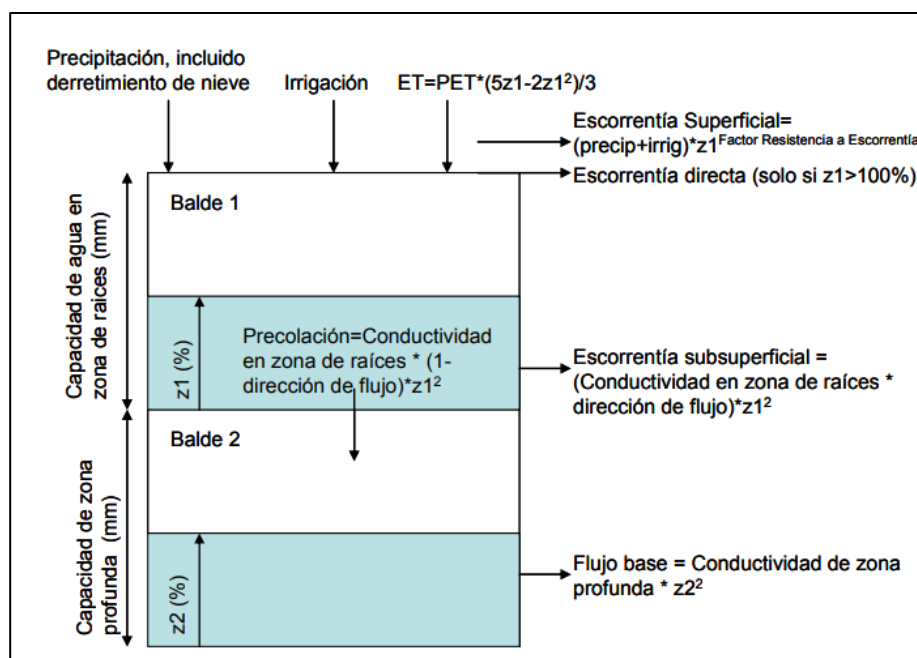 Precipitación, incluido
derretimiento de nieve
Irrigación
ET=PET*(5z1-2z1²)/3
Escorrentía Superficial=
(precip+irrig)*z1^Factor Resistencia a Escorrentía
Escorrentía directa (solo si z1>100%)
Capacidad de agua en
zona de raices (mm)
Balde 1
z1 (%)
Precolación=Conductividad
en zona de raíces * (1-
dirección de flujo)*z1²
Escorrentía subsuperficial =
(Conductividad en zona de raíces *
dirección de flujo)*z1²
Capacidad de zona
profunda (mm)
Balde 2
z2 (%)
Flujo base = Conductividad de zona
profunda * z2²